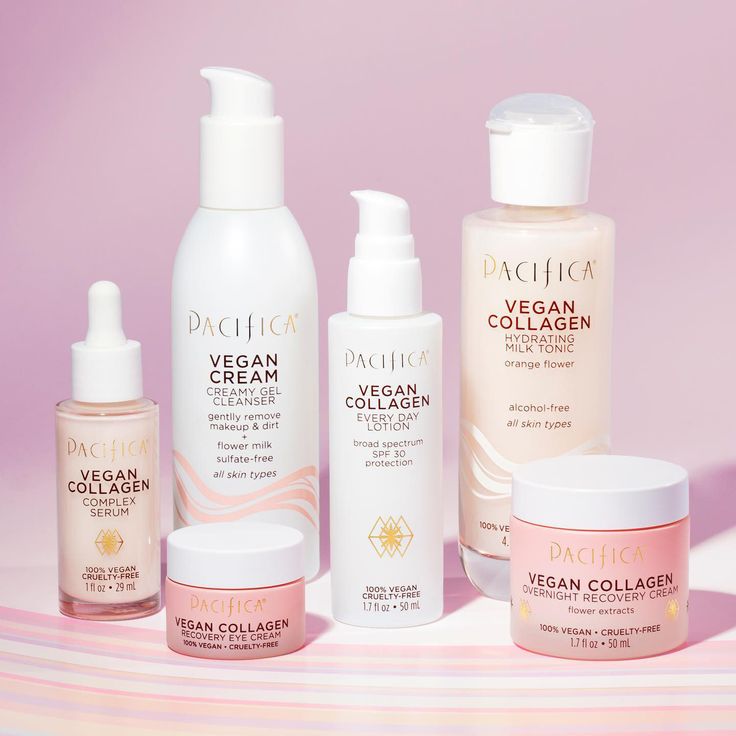 PACIFICA®
VEGAN
COLLAGEN
COMPLEX
SERUM
100% VEGAN
CRUELTY-FREE
1 fl oz • 29 mL
PACIFICA®
VEGAN
CREAM
CREAMY GEL
CLEANSER
gently remove
makeup & dirt
+
flower milk
sulfate-free
all skin types
PACIFICA
VEGAN COLLAGEN
RECOVERY EYE CREAM
100% VEGAN • CRUELTY-FREE
PACIFICA®
VEGAN
COLLAGEN
EVERY DAY
LOTION
broad spectrum
SPF 30
protection
100% VEGAN
CRUELTY-FREE
1.7 fl oz • 50 mL
PACIFICA®
VEGAN
COLLAGEN
HYDRATING
MILK TONIC
orange flower
alcohol-free
all skin types
100% V
4.
PACIFICA
VEGAN COLLAGEN
OVERNIGHT RECOVERY CREAM
flower extracts
100% VEGAN • CRUELTY-FREE
1.7 fl oz • 50 mL